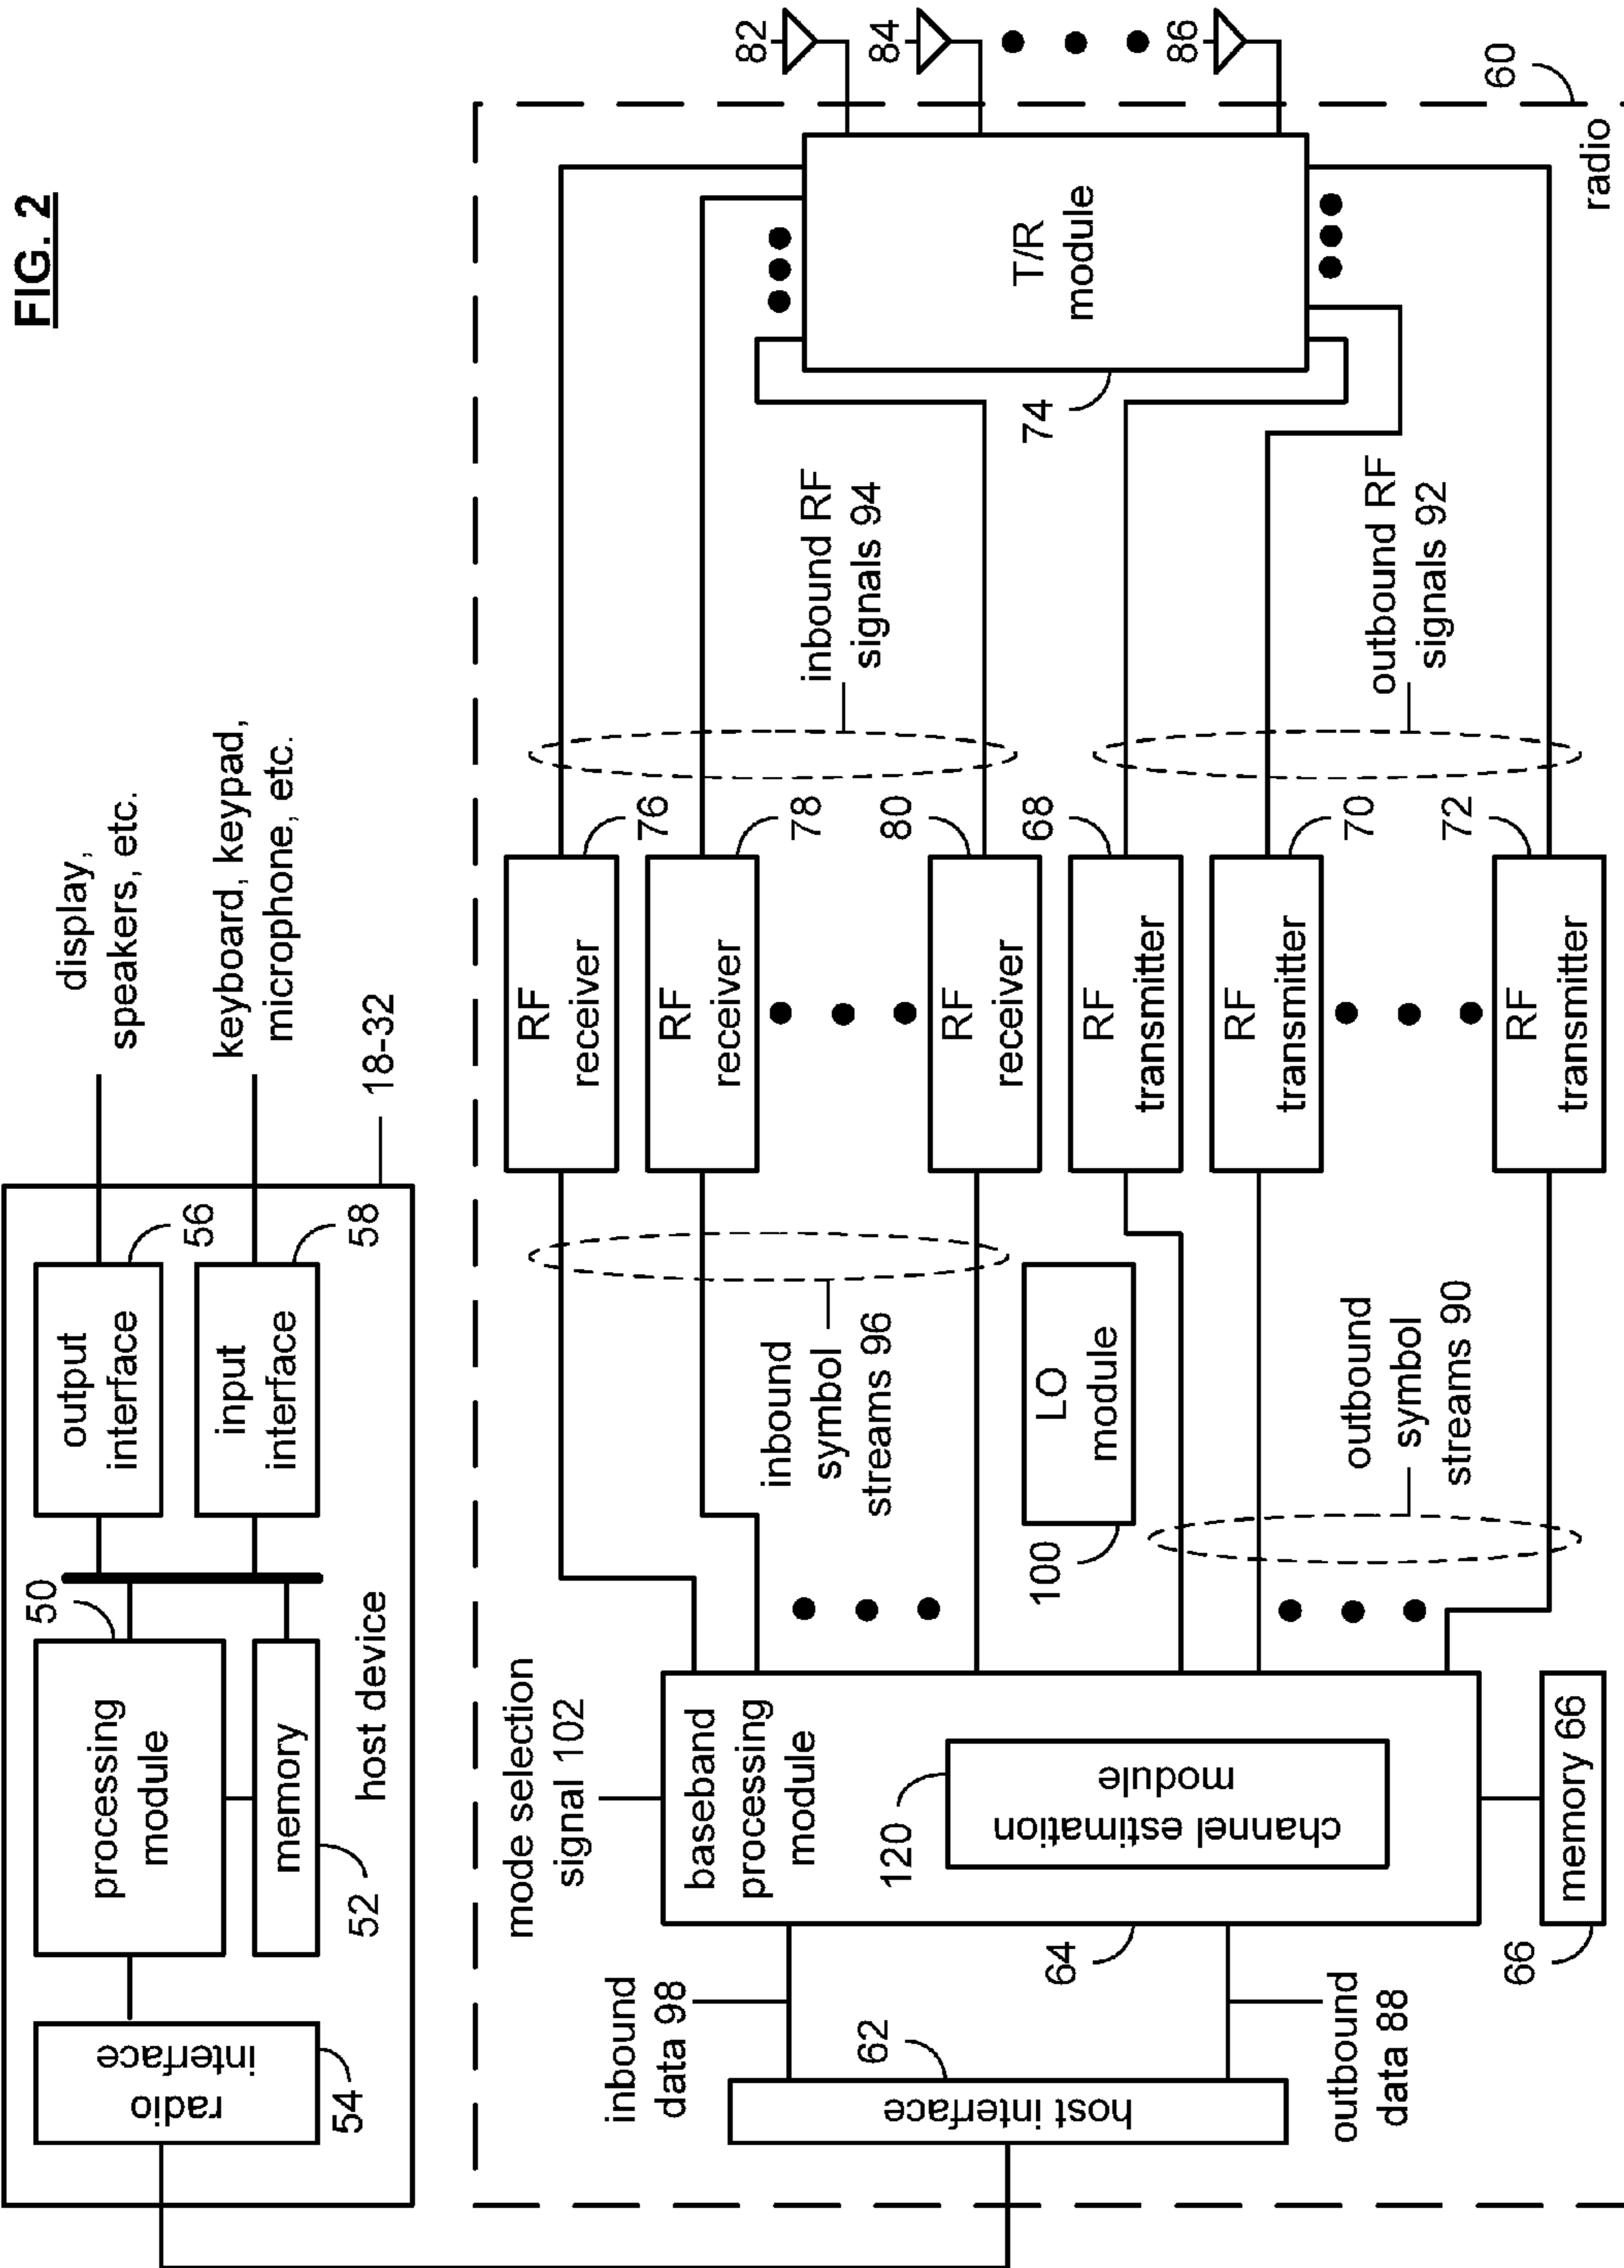 FIG. 2
display,
speakers, etc.
keyboard, keypad,
microphone, etc.
18-32
radio
interface
54
processing
module
50
memory
52
host device
output
interface
56
input
interface
58
mode selection
signal 102
inbound
data 98
host interface
62
outbound
data 88
baseband
processing
module
64
channel estimation
module
120
memory 66
66
inbound
symbol
streams 96
LO
module
100
outbound
symbol
streams 90
RF
receiver
76
RF
receiver
78
RF
receiver
80
RF
transmitter
68
RF
transmitter
70
RF
transmitter
72
inbound RF
signals 94
outbound RF
signals 92
T/R
module
74
82
84
86
radio
60